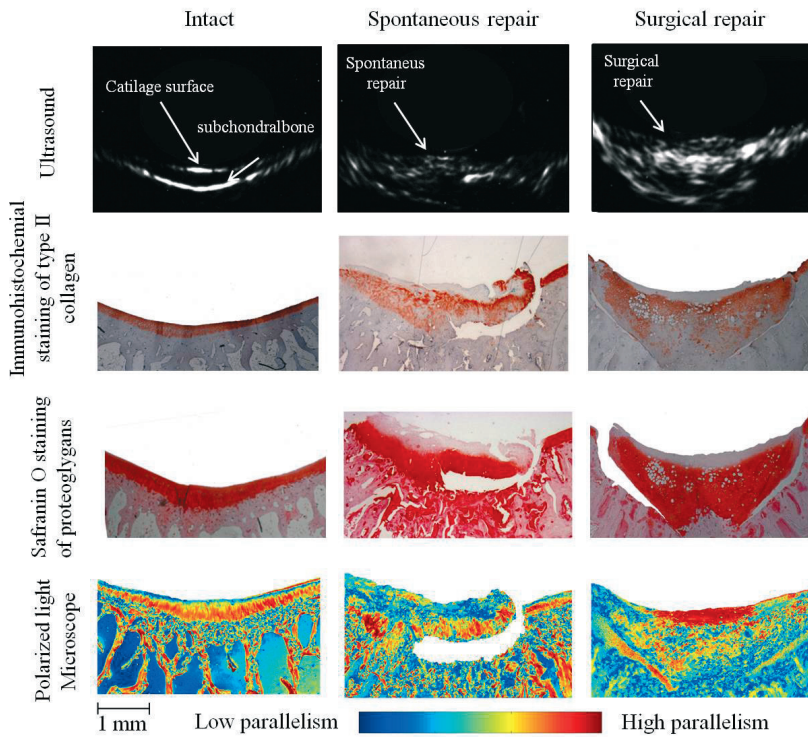 Intact
Spontaneous repair
Surgical repair
Ultrasound
Catilage surface
subchondralbone
Spontaneus
repair
Surgical
repair
Immunohistochemial
staining of type II
collagen
Safranin O staining
of proteoglygans
Polarized light
Microscope
1 mm
Low parallelism
High parallelism